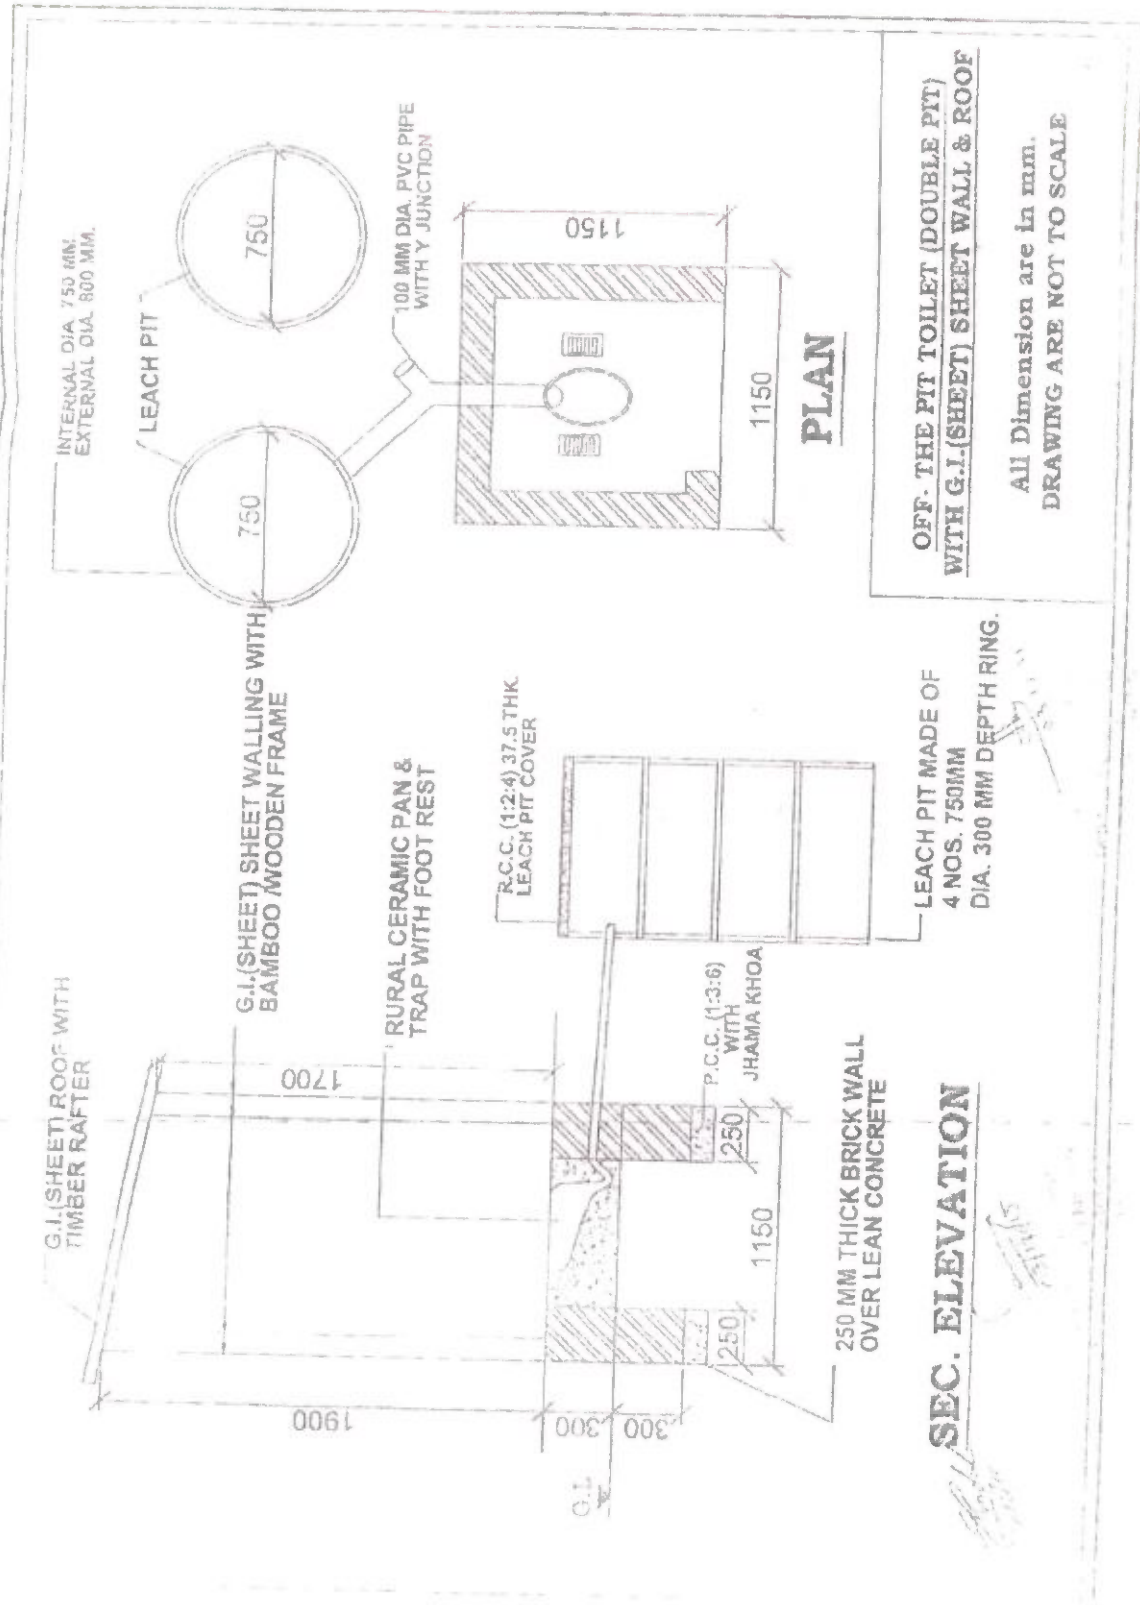 G.I.(SHEET) ROOF WITH
TIMBER RAFTER
G.I.(SHEET) SHEET WALLING WITH
BAMBOO /WOODEN FRAME
RURAL CERAMIC PAN &
TRAP WITH FOOT REST
1900
1700
300
300
G.L
250
250
1150
P.C.C. (1:3:6)
WITH
JHAMA KHOA
250 MM THICK BRICK WALL
OVER LEAN CONCRETE
R.C.C. (1:2:4) 37.5 THK.
LEACH PIT COVER
LEACH PIT MADE OF
4 NOS. 750MM
DIA. 300 MM DEPTH RING.
SEC. ELEVATION
INTERNAL DIA 750 MM
EXTERNAL DIA. 800 MM.
LEACH PIT
750
750
100 MM DIA. PVC PIPE
WITH Y JUNCTION
1150
1150
PLAN
OFF- THE PIT TOILET (DOUBLE PIT)
WITH G.I.(SHEET) SHEET WALL & ROOF
All Dimension are in mm.
DRAWING ARE NOT TO SCALE